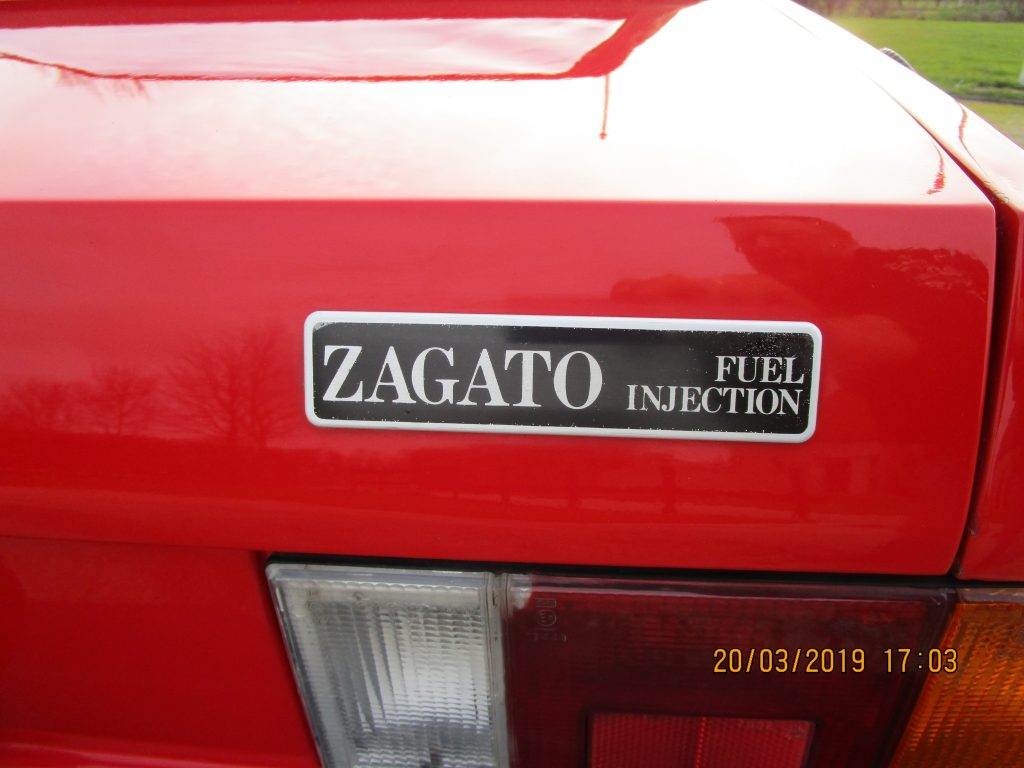 ZAGATO
FUEL
INJECTION
20/03/2019 17:03